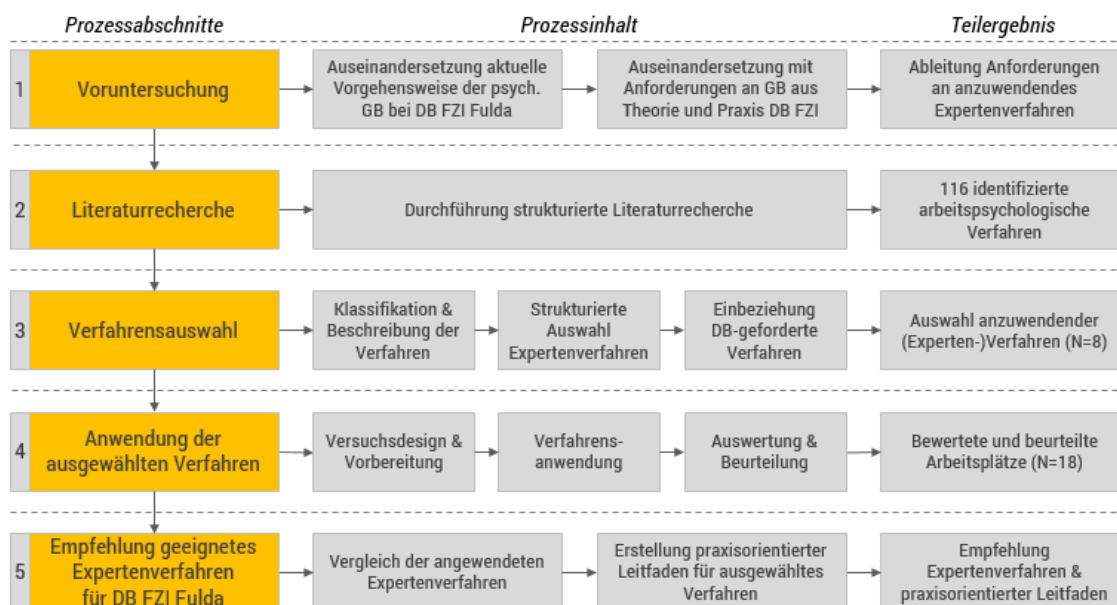 Prozessabschnitte
Prozessinhalt
Teilergebnis
1
Voruntersuchung
Auseinandersetzung aktuelle
Vorgehensweise der psych.
GB bei DB FZI Fulda
Auseinandersetzung mit
Anforderungen an GB aus
Theorie und Praxis DB FZI
Ableitung Anforderungen
an anzuwendendes
Expertenverfahren
2
Literaturrecherche
Durchführung strukturierte Literaturrecherche
116 identifizierte
arbeitspsychologische
Verfahren
3
Verfahrensauswahl
Klassifikation &
Beschreibung der
Verfahren
Strukturierte
Auswahl
Expertenverfahren
Einbeziehung
DB-geforderte
Verfahren
Auswahl anzuwendender
(Experten-)Verfahren (N=8)
4
Anwendung der
ausgewählten Verfahren
Versuchsdesign &
Vorbereitung
Verfahrens-
anwendung
Auswertung &
Beurteilung
Bewertete und beurteilte
Arbeitsplätze (N=18)
5
Empfehlung geeignetes
Expertenverfahren
für DB FZI Fulda
Vergleich der angewendeten
Expertenverfahren
Erstellung praxisorientierter
Leitfaden für ausgewähltes
Verfahren
Empfehlung
Expertenverfahren &
praxisorientierter Leitfaden